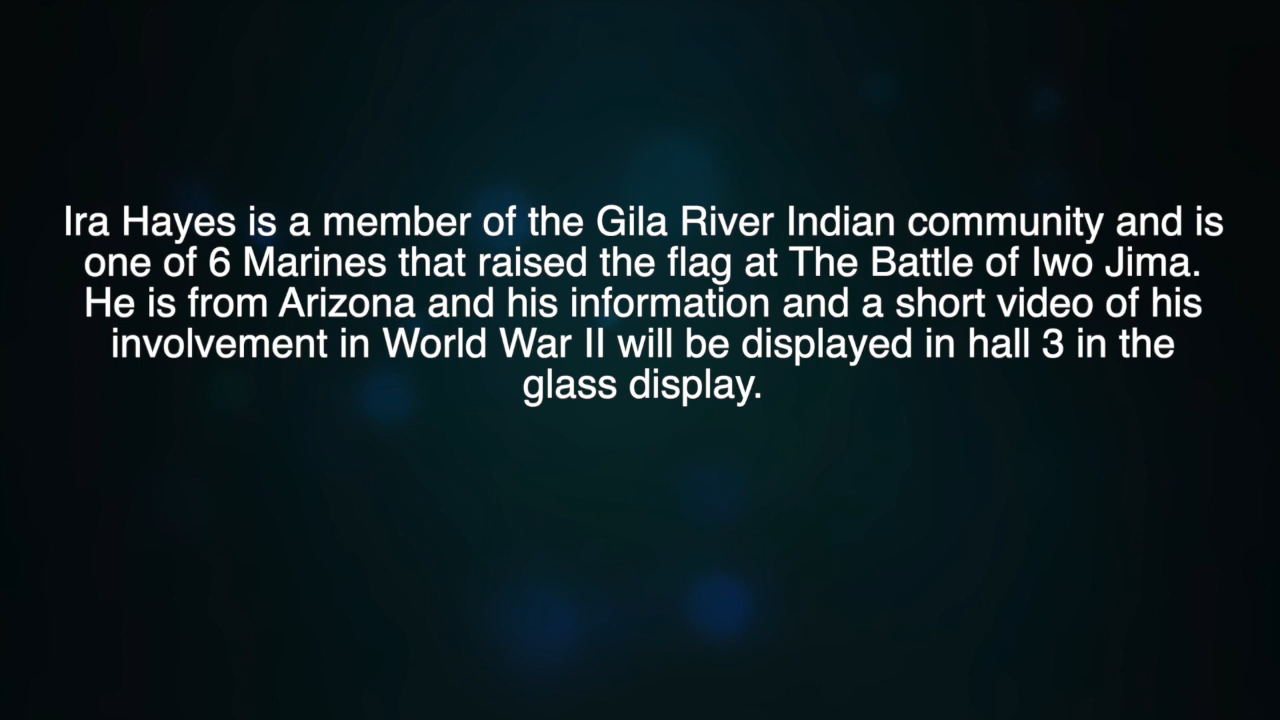 Ira Hayes is a member of the Gila River Indian community and is
one of 6 Marines that raised the flag at The Battle of Iwo Jima.
He is from Arizona and his information and a short video of his
involvement in World War II will be displayed in hall 3 in the
glass display.